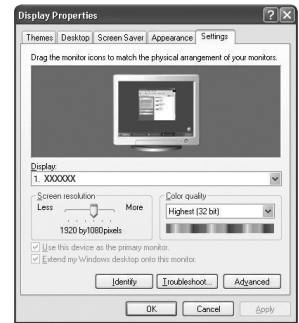 Display Properties
Themes Desktop Screen Saver Appearance Settings
Drag the monitor icons to match the physical arrangement of your monitors.
Display:
1. XXXXXX
Screen resolution
Less More
1920 by1080 pixels
Color quality
Highest (32 bit)
Use this device as the primary monitor.
Extend my Windows desktop onto this monitor.
Identify Troubleshoot... Advanced
OK Cancel Apply